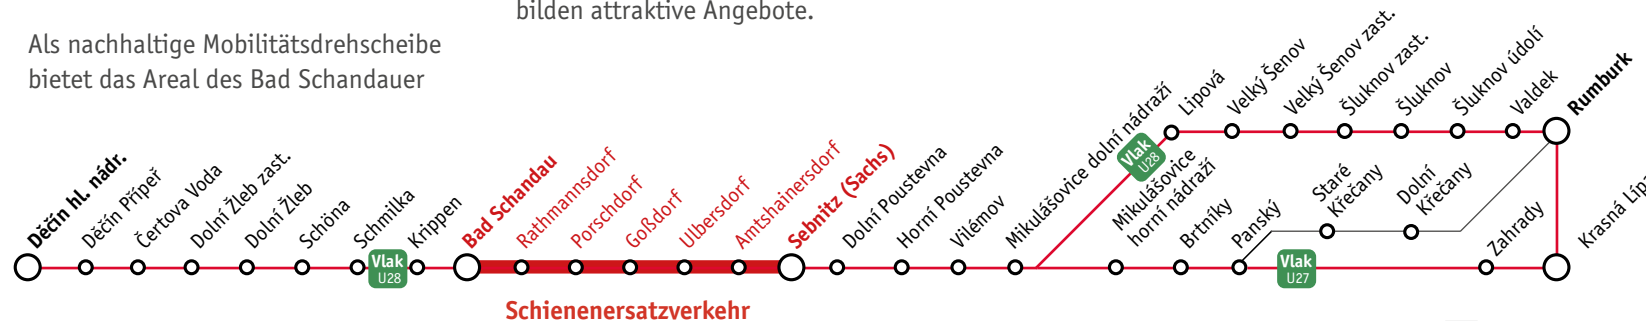 bilden attraktive Angebote.
Als nachhaltige Mobilitätsdrehscheibe
bietet das Areal des Bad Schandauer
Děčín hl. nádr.
Děčín Přípeř
Čertova Voda
Dolní Žleb zast.
Dolní Žleb
Schöna
Schmilka
Vlak
U28
Krippen
Bad Schandau
Rathmannsdorf
Porschdorf
Goßdorf
Ulbersdorf
Amtshainersdorf
Sebnitz (Sachs)
Schienenersatzverkehr
Dolní Poustevna
Horní Poustevna
Vilémov
Mikulášovice dolní nádraží
Vlak
U28
Lipová
Velký Šenov
Velký Šenov zast.
Šluknov zast.
Šluknov
Šluknov údolí
Valdek
Rumburk
Mikulášovice
horní nádraží
Brtníky
Panský
Staré
Křečany
Dolní
Křečany
Vlak
U27
Zahrady
Krasná Lípa